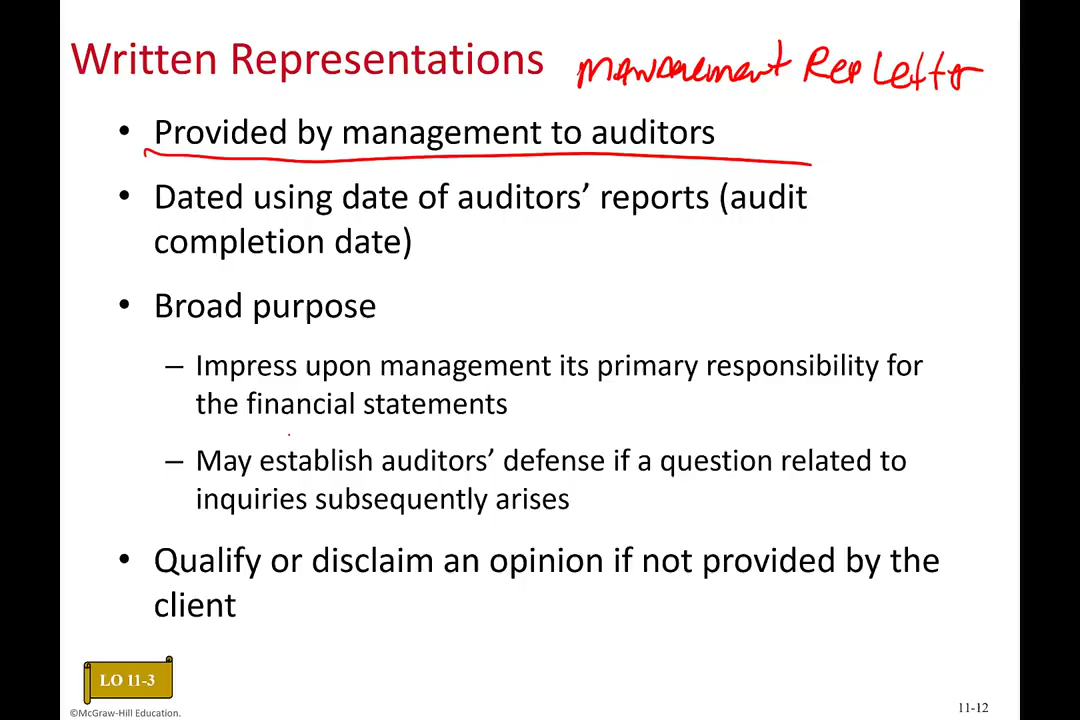 Written Representations management Rep Letter
• Provided by management to auditors
• Dated using date of auditors’ reports (audit
completion date)
• Broad purpose
– Impress upon management its primary responsibility for
the financial statements
– May establish auditors’ defense if a question related to
inquiries subsequently arises
• Qualify or disclaim an opinion if not provided by the
client
LO 11-3
©McGraw-Hill Education.
11-12